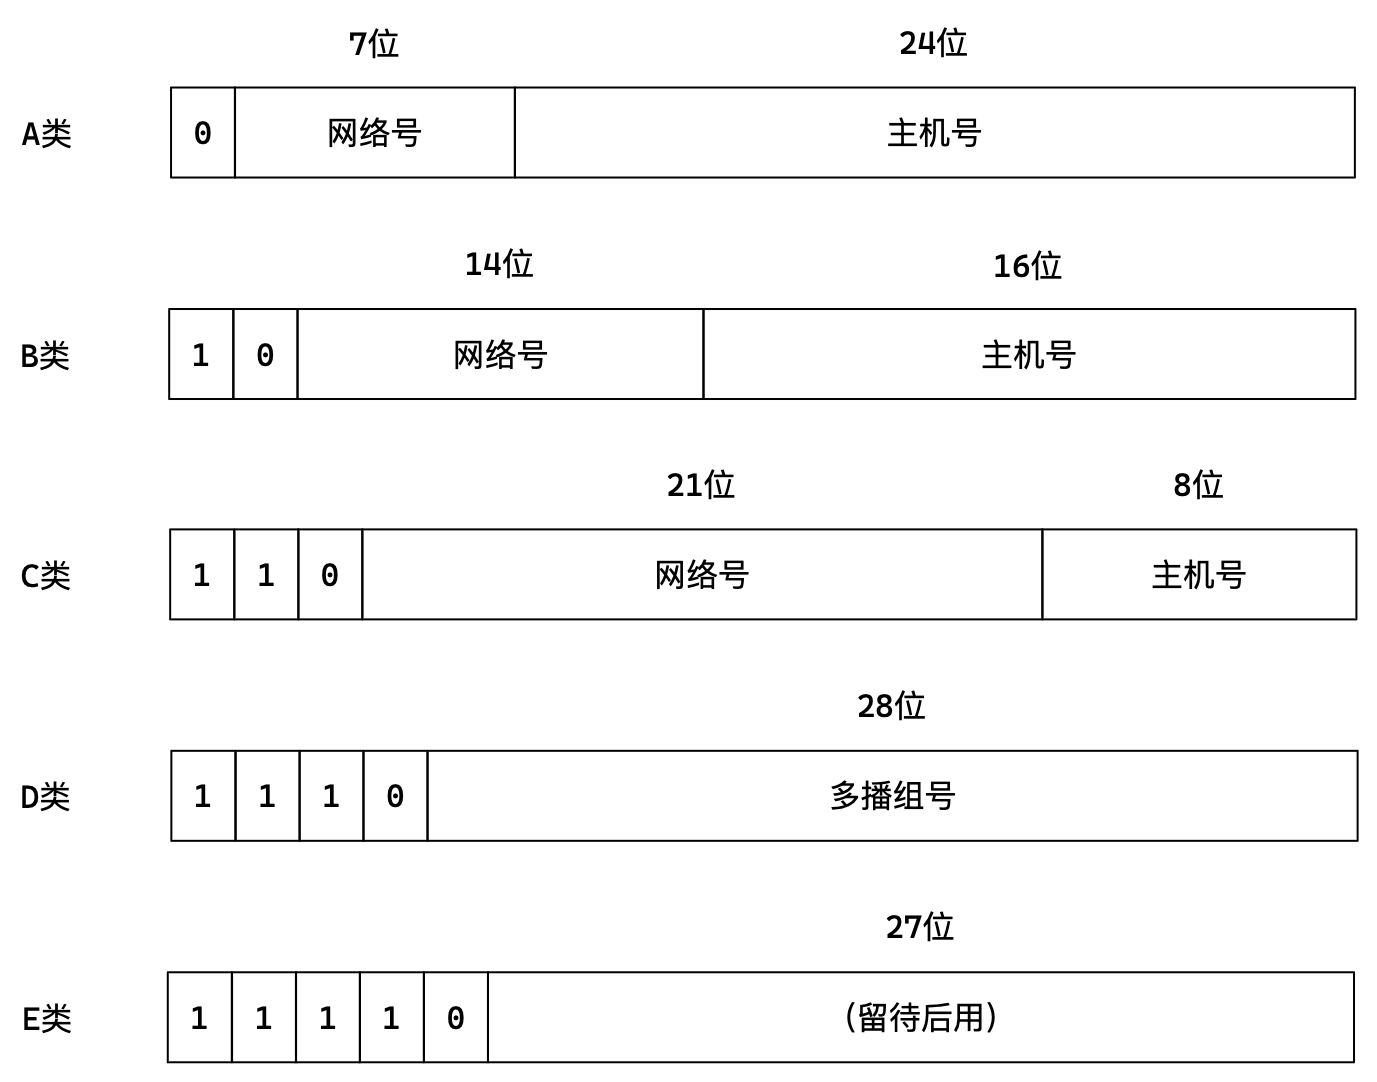 7位 24位
A类 0 网络号 主机号
14位 16位
B类 1 0 网络号 主机号
21位 8位
C类 1 1 0 网络号 主机号
28位
D类 1 1 1 0 多播组号
27位
E类 1 1 1 1 0 (留待后用)